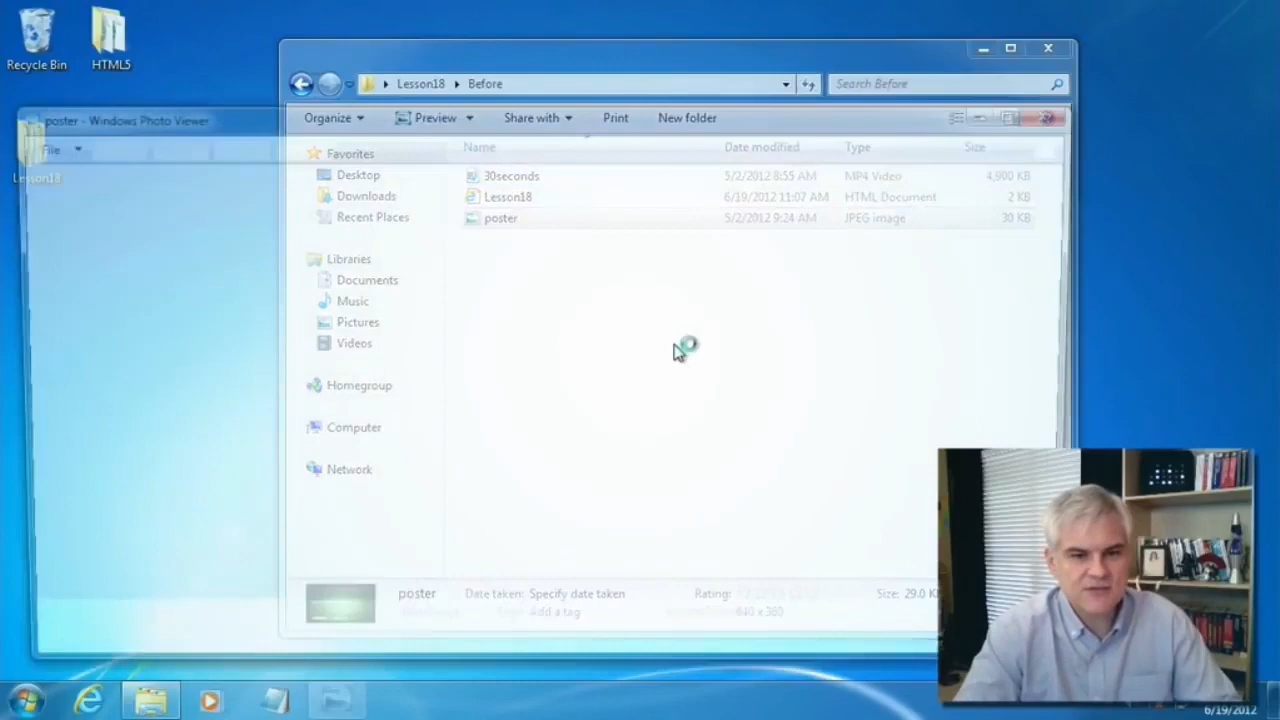 Recycle Bin
HTML5
Lesson18
Before
Search Before
poster - Windows Photo Viewer
Organize
Preview
Share with
Print
New folder
File
Lesson18
Favorites
Desktop
Downloads
Recent Places
Libraries
Documents
Music
Pictures
Videos
Homegroup
Computer
Network
Name Date modified Type Size
30seconds 5/2/2012 8:55 AM MP4 Video 4,900 KB
Lesson18 6/19/2012 11:07 AM HTML Document 2 KB
poster 5/2/2012 9:24 AM JPEG image 30 KB
poster Date taken: Specify date taken Rating: Size: 29.0 K
Add a tag 640 x 360
6/19/2012